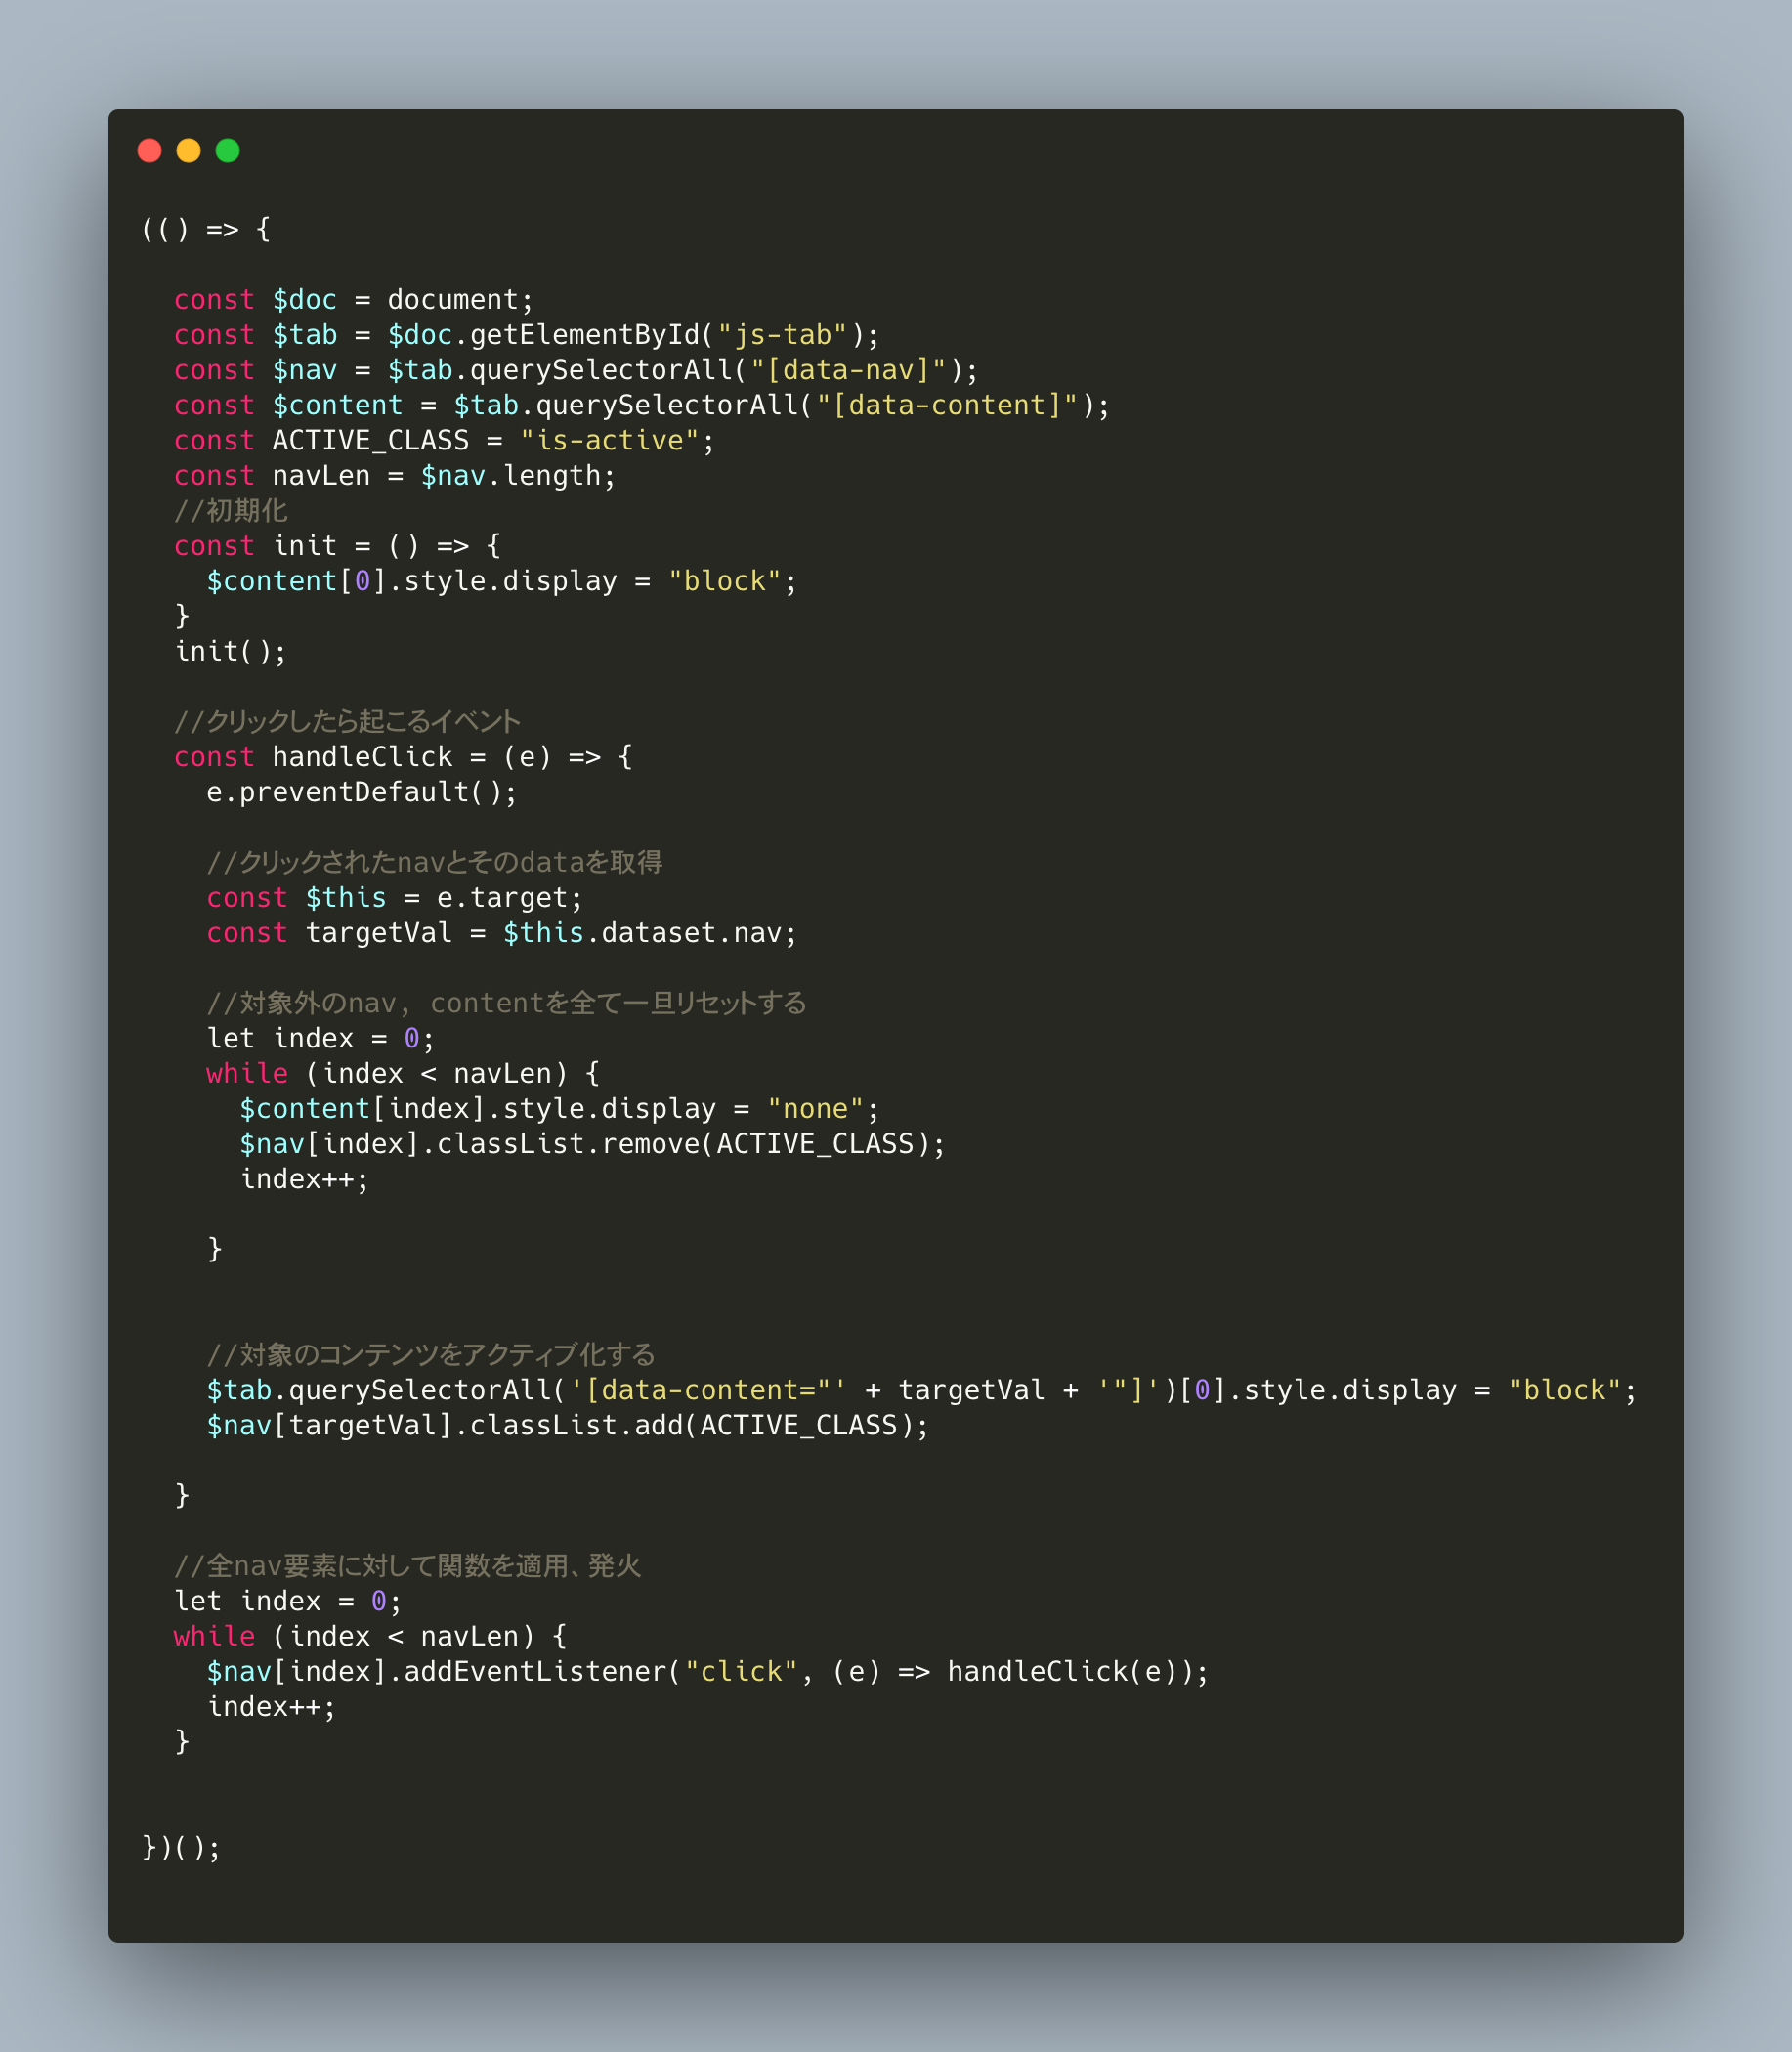 (() => {
const $doc = document;
const $tab = $doc.getElementById("js-tab");
const $nav = $tab.querySelectorAll("[data-nav]");
const $content = $tab.querySelectorAll("[data-content]");
const ACTIVE_CLASS = "is-active";
const navLen = $nav.length;
//初期化
const init = () => {
$content[0].style.display = "block";
}
init();
//クリックしたら起こるイベント
const handleClick = (e) => {
e.preventDefault();
//クリックされたnavとそのdataを取得
const $this = e.target;
const targetVal = $this.dataset.nav;
//対象外のnav, contentを全て一旦リセットする
let index = 0;
while (index < navLen) {
$content[index].style.display = "none";
$nav[index].classList.remove(ACTIVE_CLASS);
index++;
}
//対象のコンテンツをアクティブ化する
$tab.querySelectorAll('[data-content="' + targetVal + '"]')[0].style.display = "block";
$nav[targetVal].classList.add(ACTIVE_CLASS);
}
//全nav要素に対して関数を適用、発火
let index = 0;
while (index < navLen) {
$nav[index].addEventListener("click", (e) => handleClick(e));
index++;
}
})();